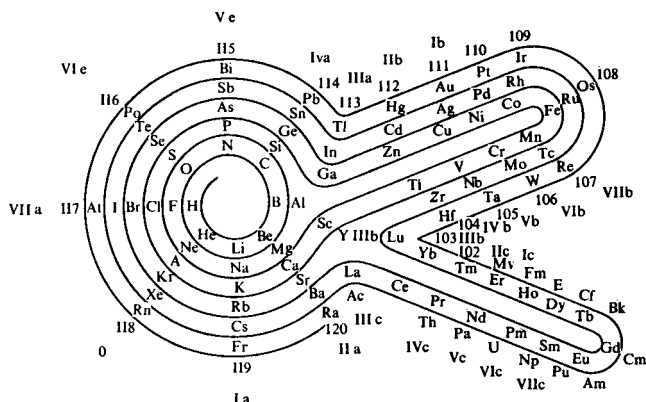 V e
Ib
109
115
Iva
IIb
110
Ir
108
VI e
Bi
114
IIIa
112
111
Pt
Rh
Os
Sb
Pb
113
Au
Pd
Co
Ru
116
As
Sn
Hg
Ag
Ni
Fe
Po
Te
P
Ge
Tl
Cd
Cu
Mn
Se
N
Si
In
Zn
Cr
Tc
S
C
Ga
V
Mo
Re
O
Ti
Nb
W
107
VIIb
VII a
117
At
I
Br
Cl
F
H
B
Al
Zr
Ta
106
VIb
Sc
Hf
104
105
Vb
He
Be
Y
IIIb
Lu
103
IIIb
IV b
Ne
Li
Mg
Yb
102
IIc
Ic
A
Na
Ca
La
Tm
Mv
Fm
Kr
K
Sr
Er
E
Cf
Xe
Rb
Ba
Ac
Ce
Ho
Dy
Tb
Bk
Rn
Cs
Ra
Pr
Gd
118
Fr
120
III c
Th
Nd
Cm
0
119
II a
Pa
Pm
Sm
Eu
IVc
U
Np
Pu
Am
Vc
VIc
VIIc
I a